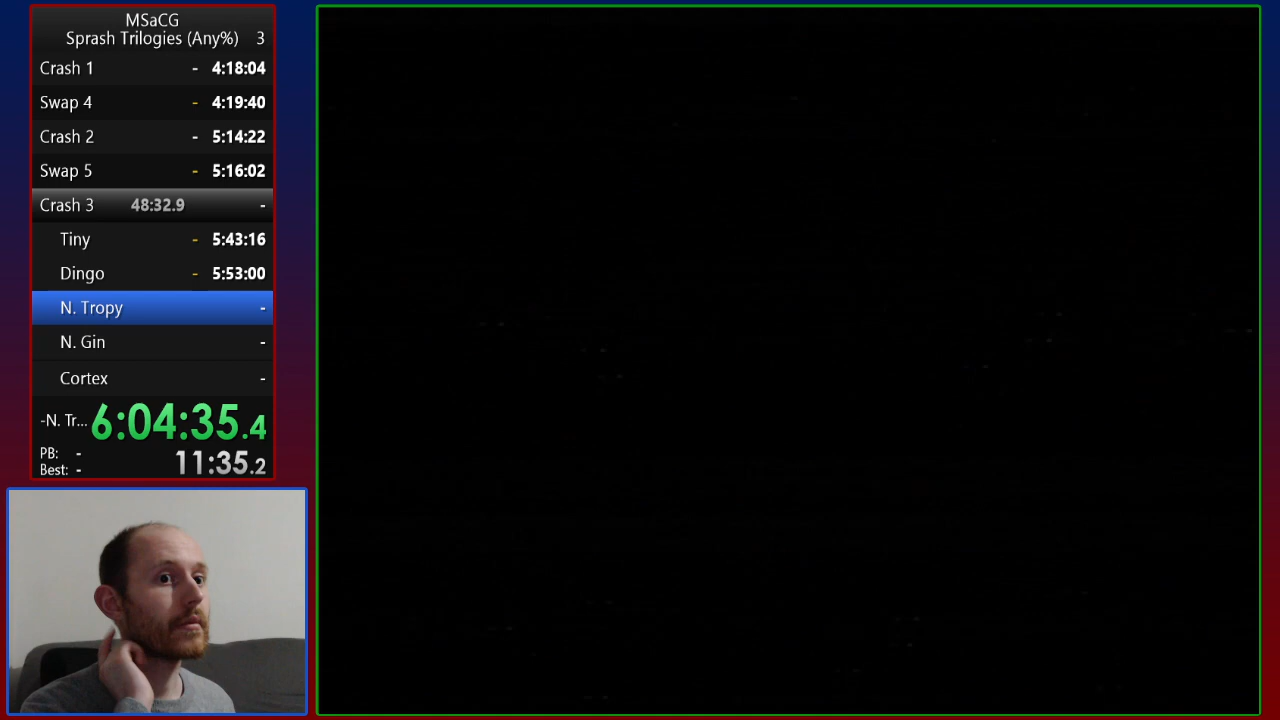 MSaCG
Sprash Trilogies (Any%) 3
Crash 1 - 4:18:04
Swap 4 - 4:19:40
Crash 2 - 5:14:22
Swap 5 - 5:16:02
Crash 3 48:32.9 -
Tiny - 5:43:16
Dingo - 5:53:00
N. Tropy -
N. Gin -
Cortex -
-N. Tr... 6:04:35.4
PB: - 11:35.2
Best: -